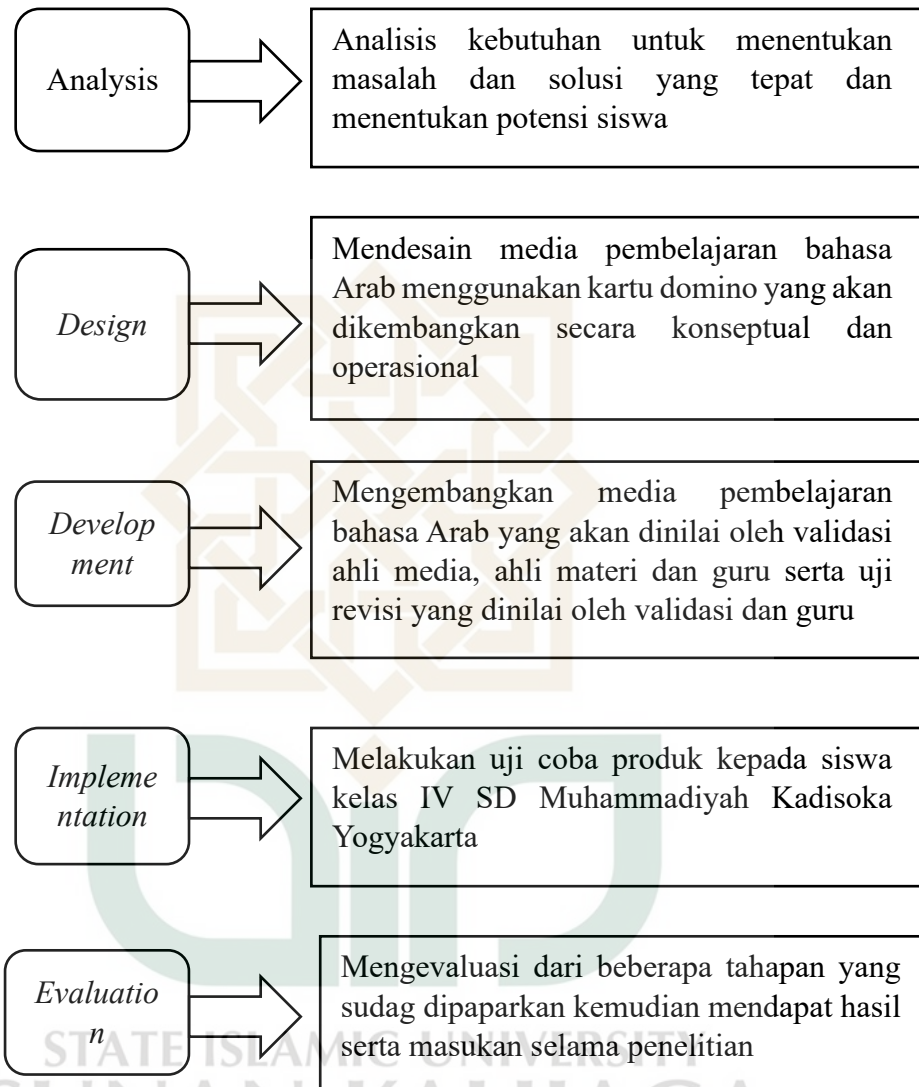 Analysis
Analisis kebutuhan untuk menentukan
masalah dan solusi yang tepat dan
menentukan potensi siswa
Design
Mendesain media pembelajaran bahasa
Arab menggunakan kartu domino yang akan
dikembangkan secara konseptual dan
operasional
Develop
ment
Mengembangkan media pembelajaran
bahasa Arab yang akan dinilai oleh validasi
ahli media, ahli materi dan guru serta uji
revisi yang dinilai oleh validasi dan guru
Impleme
ntation
Melakukan uji coba produk kepada siswa
kelas IV SD Muhammadiyah Kadisoka
Yogyakarta
Evaluatio
n
Mengevaluasi dari beberapa tahapan yang
sudag dipaparkan kemudian mendapat hasil
serta masukan selama penelitian
STATE ISLAMIC UNIVERSITY
SUNAN KALIJAGA